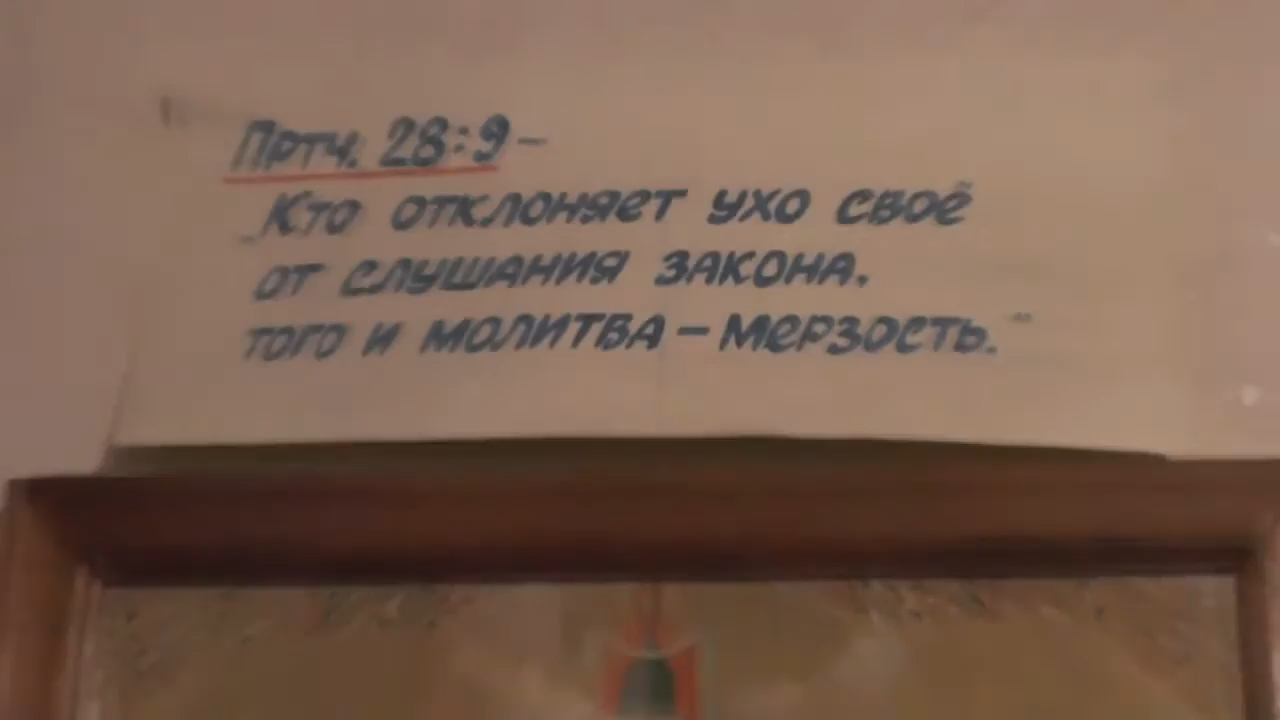 Пртч. 28:9 –
„Кто отклоняет ухо своё
от слушания закона.
того и молитва – мерзость.“